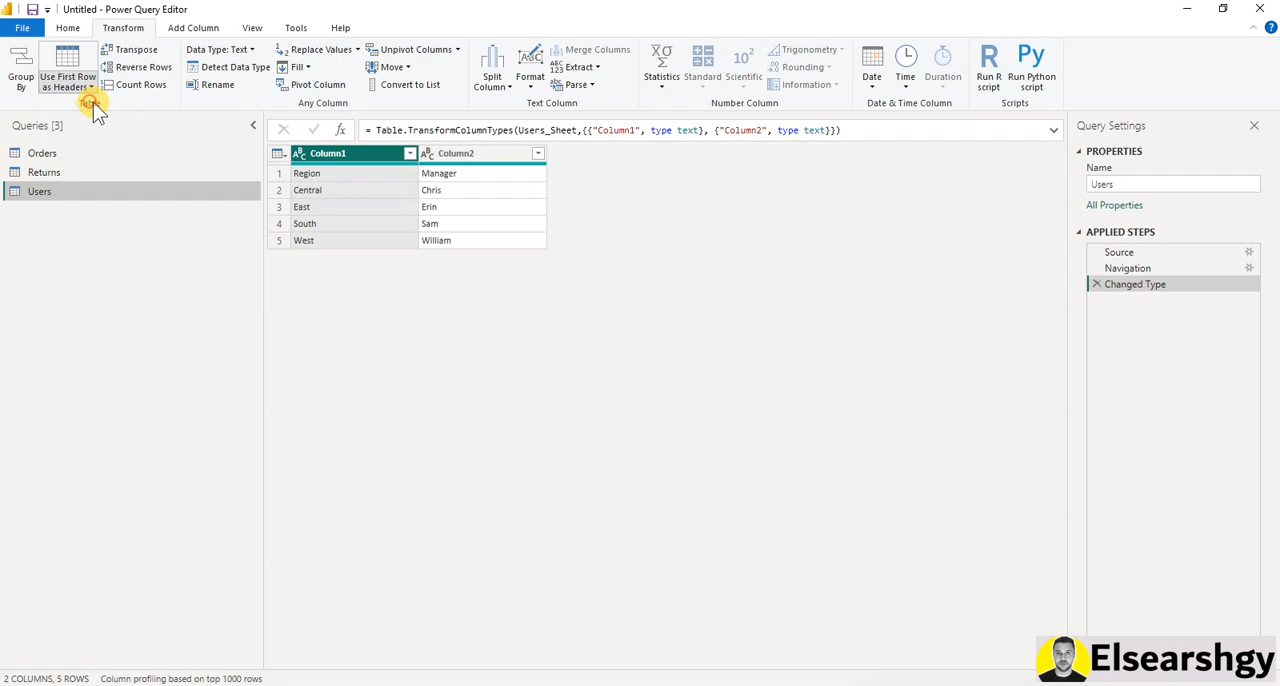 Untitled - Power Query Editor
File
Home
Transform
Add Column
View
Tools
Help
Group
By
Use First Row
as Headers
Transpose
Reverse Rows
Count Rows
Table
Data Type: Text
Detect Data Type
Rename
Replace Values
Fill
Pivot Column
Unpivot Columns
Move
Convert to List
Any Column
Split
Column
Format
Merge Columns
Extract
Parse
Text Column
Statistics
Standard
Scientific
Trigonometry
Rounding
Information
Number Column
Date
Time
Duration
Date & Time Column
Run R
script
Run Python
script
Scripts
Queries [3]
Orders
Returns
Users
= Table.TransformColumnTypes(Users_Sheet,{{"Column1", type text}, {"Column2", type text}})
Column1
Column2
1 Region Manager
2 Central Chris
3 East Erin
4 South Sam
5 West William
Query Settings
PROPERTIES
Name
Users
All Properties
APPLIED STEPS
Source
Navigation
Changed Type
2 COLUMNS, 5 ROWS
Column profiling based on top 1000 rows
Elsearshgy